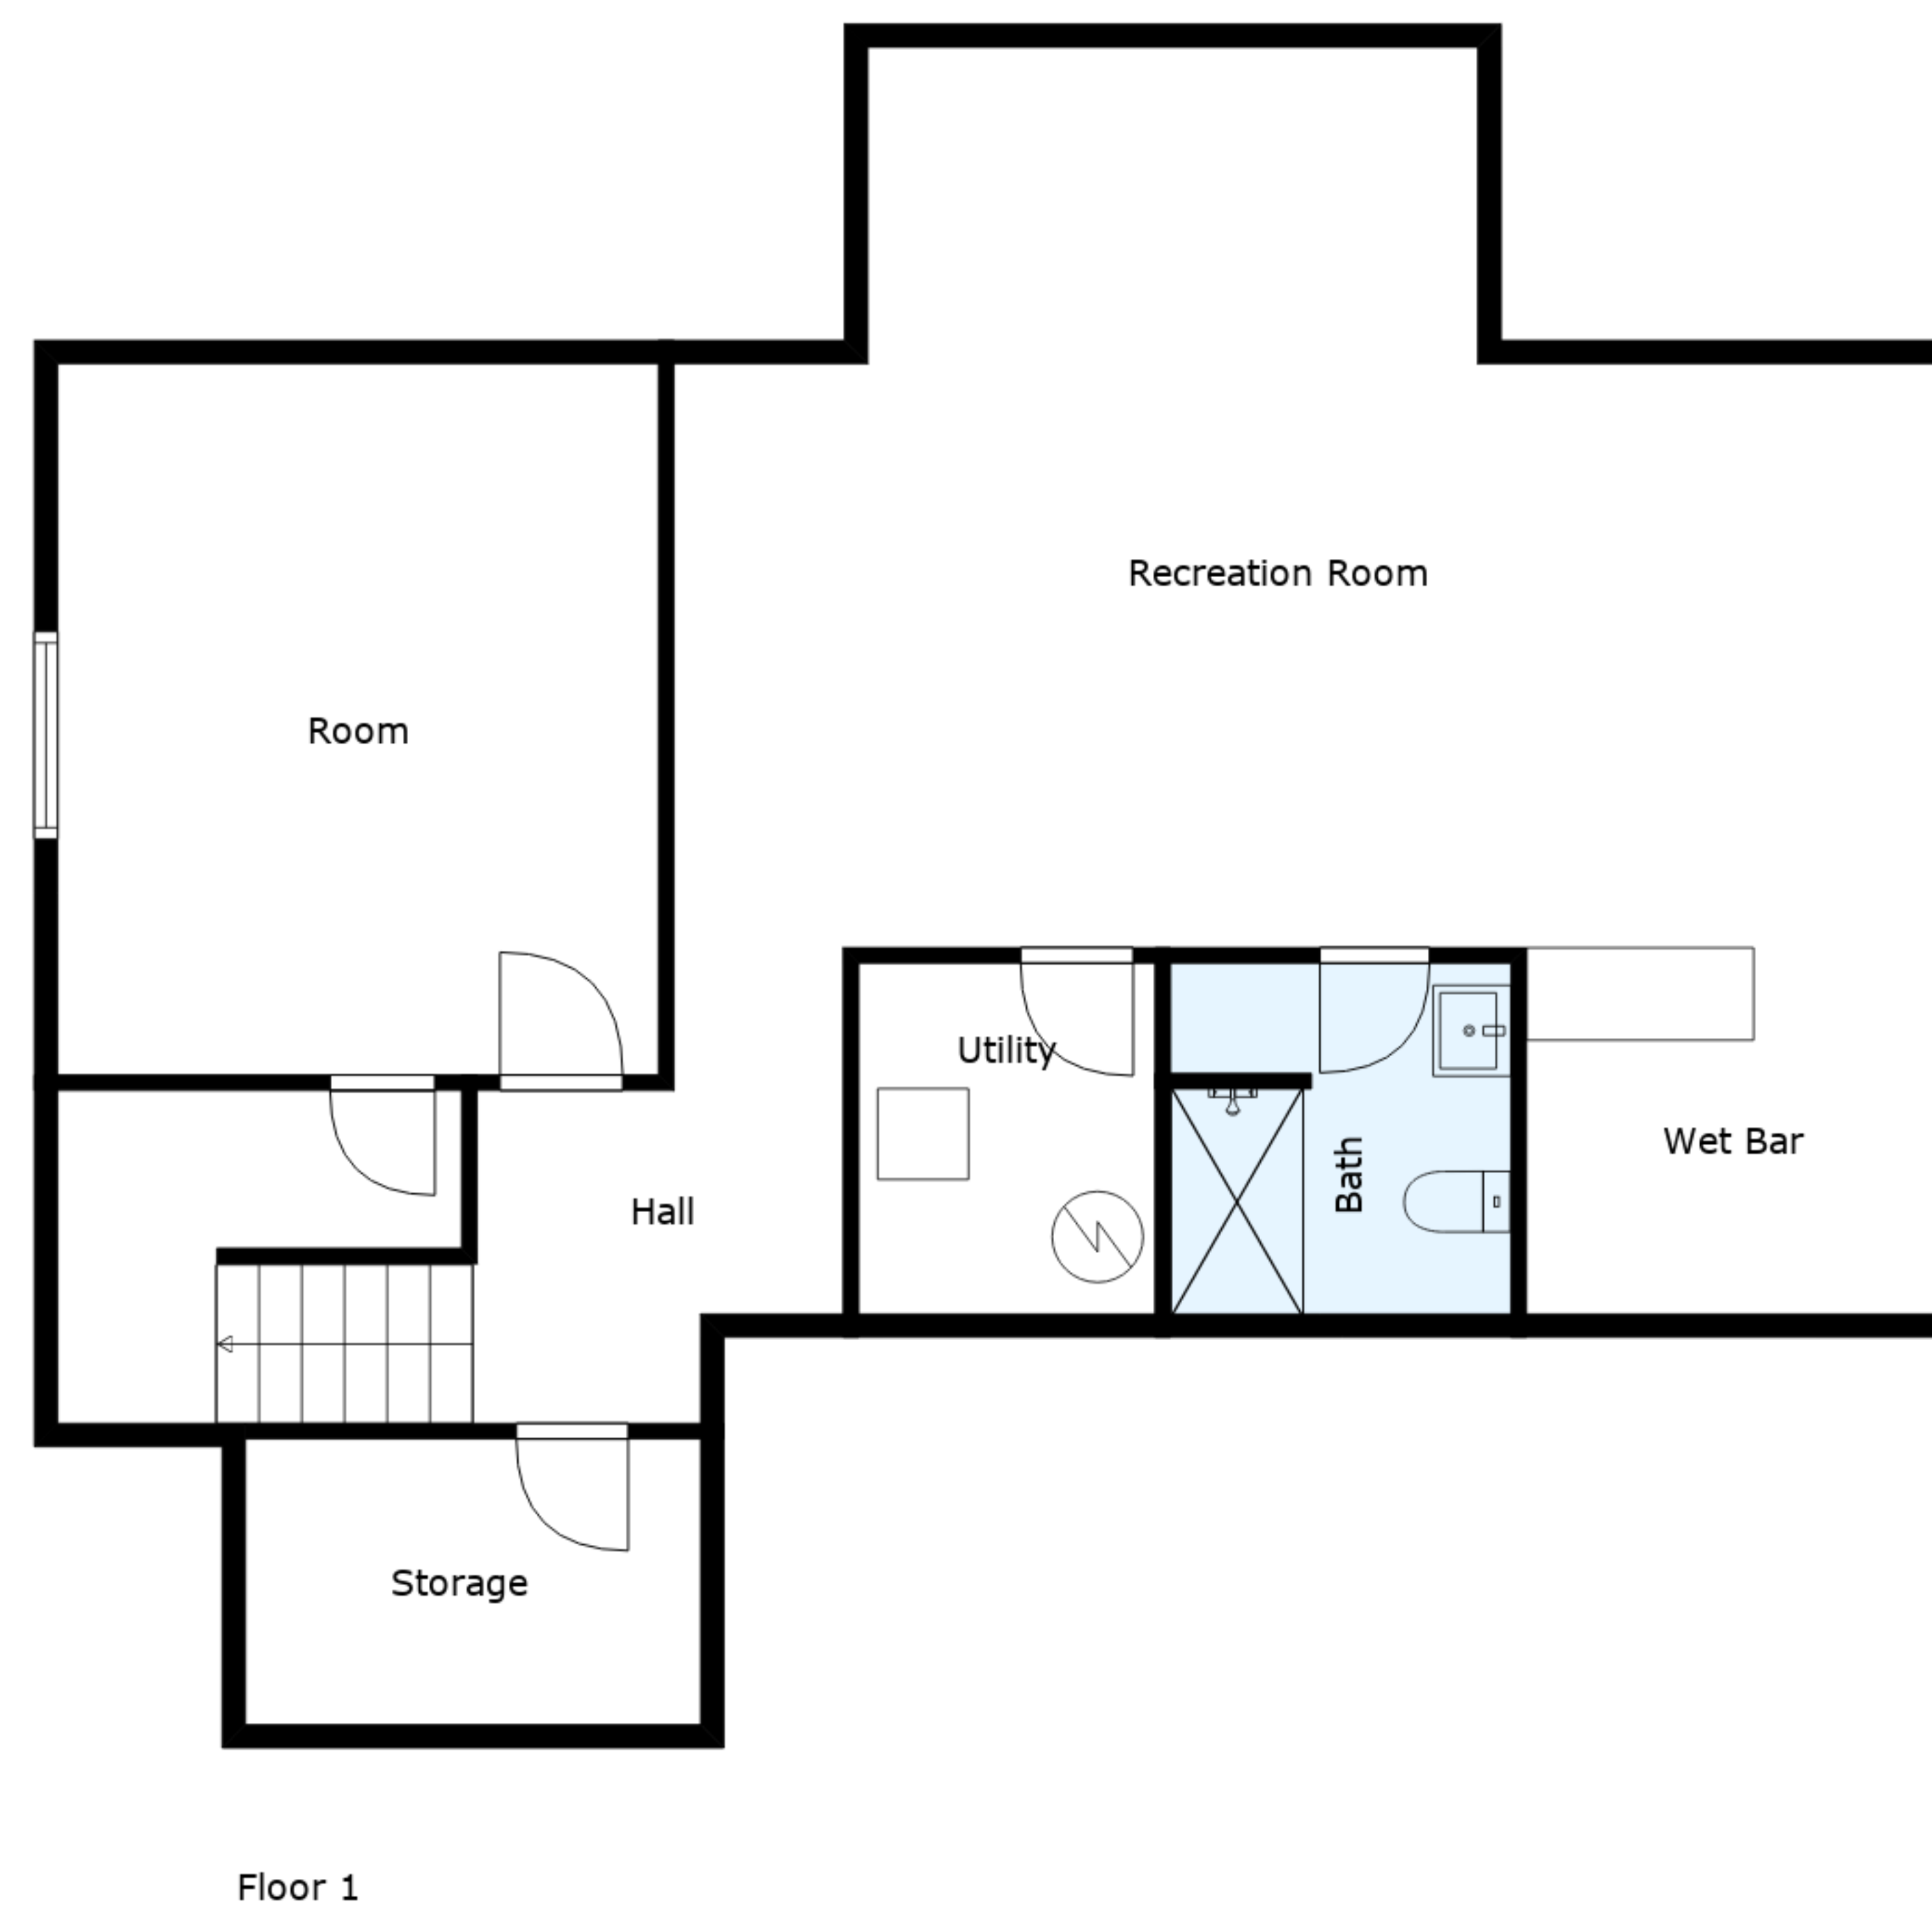 Recreation Room
Room
Utility
Wet Bar
Bath
Hall
Storage
Floor 1